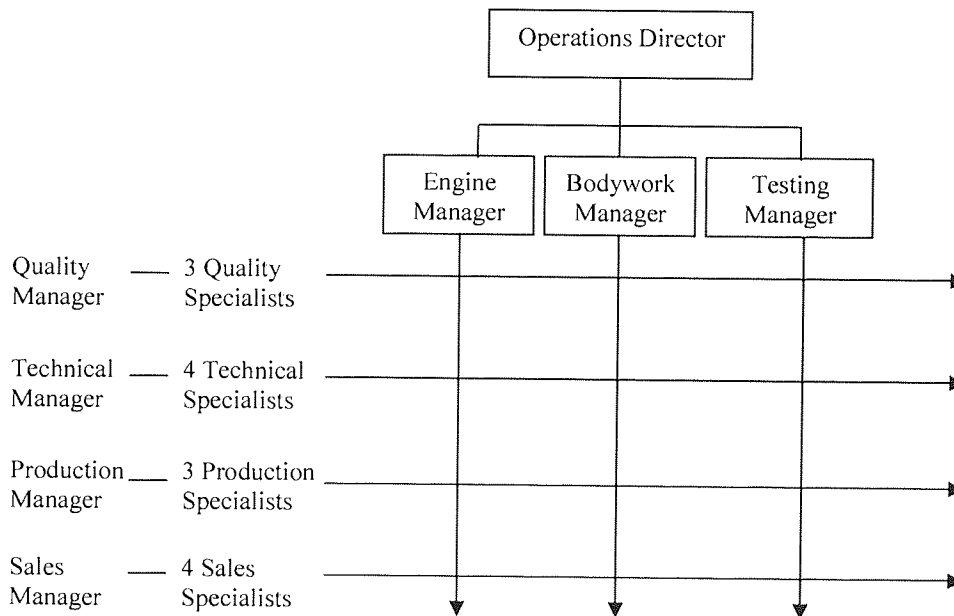 Operations Director
Engine
Manager
Bodywork
Manager
Testing
Manager
Quality
Manager
3 Quality
Specialists
Technical
Manager
4 Technical
Specialists
Production
Manager
3 Production
Specialists
Sales
Manager
4 Sales
Specialists